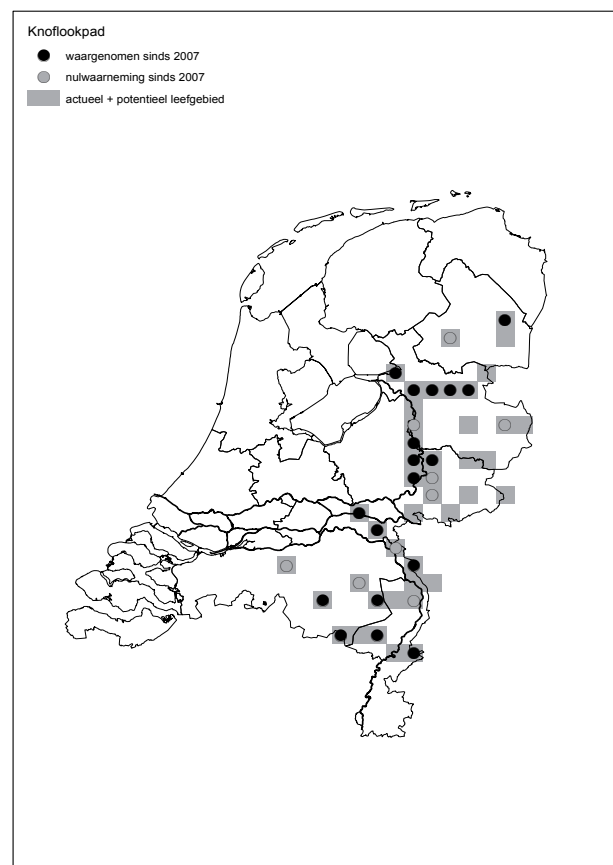 Knoflookpad
waargenomen sinds 2007
nulwaarneming sinds 2007
actueel + potentieel leefgebied